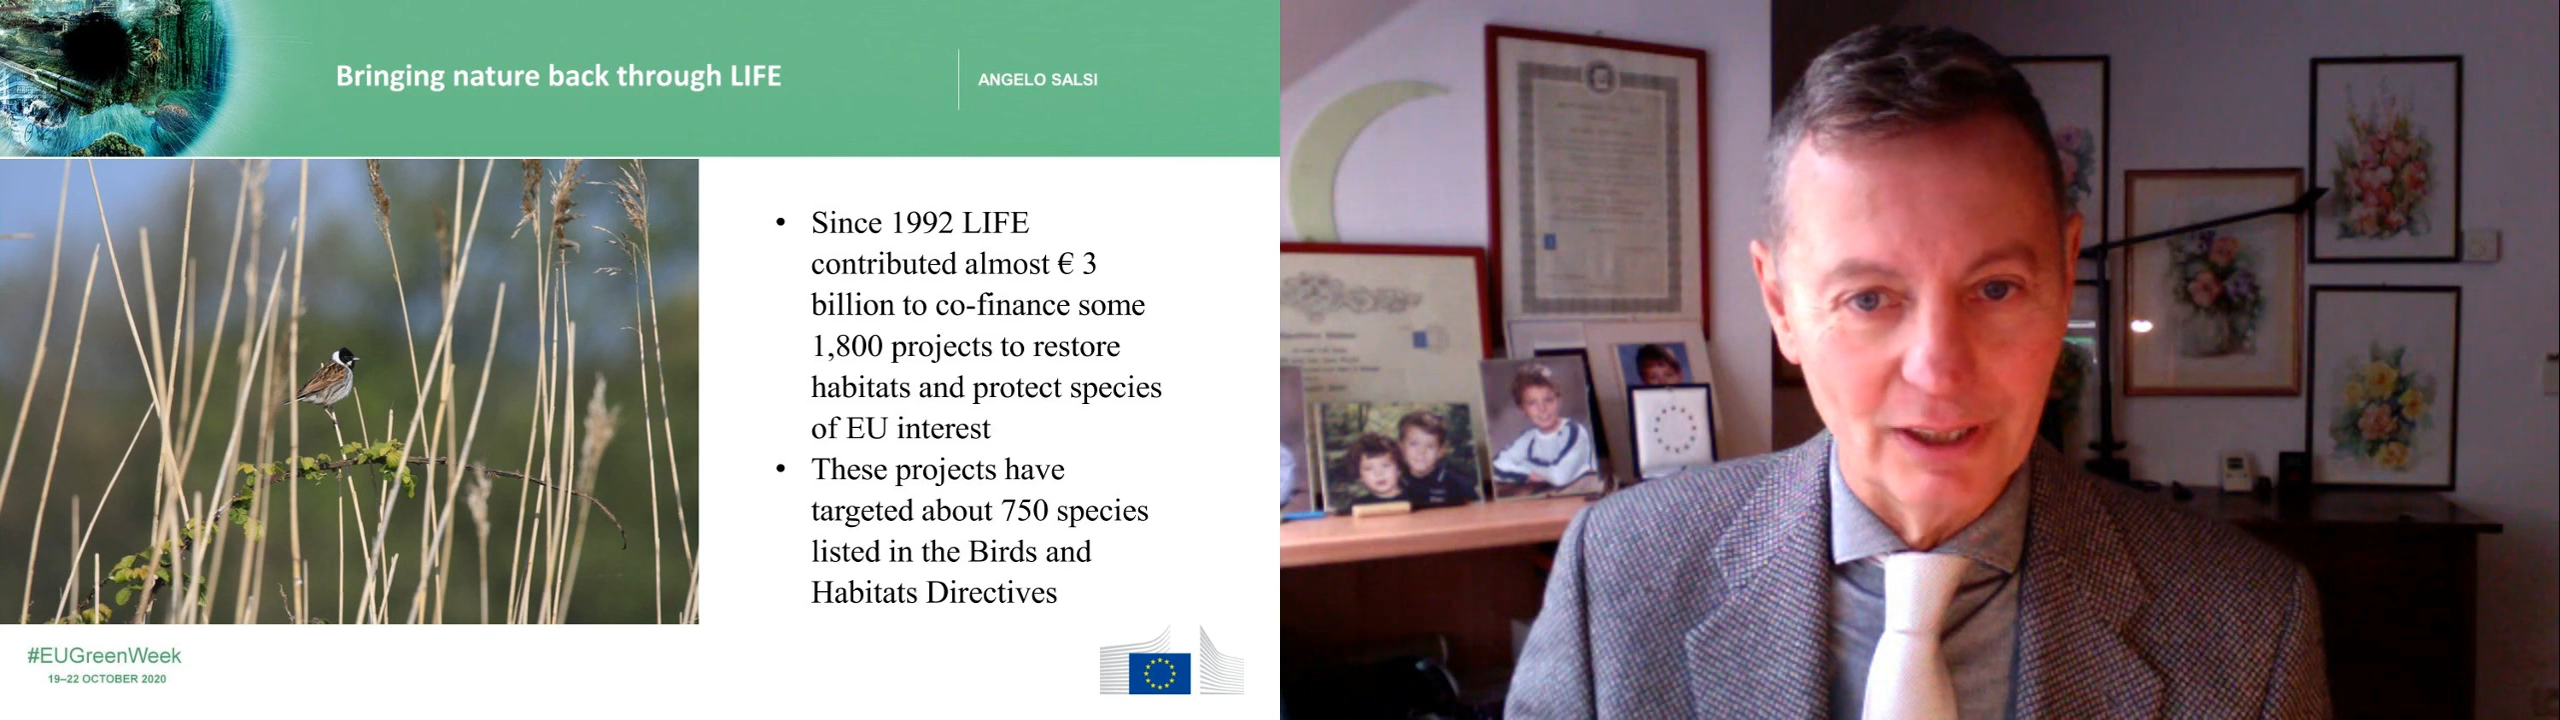 Bringing nature back through LIFE
ANGELO SALSI
• Since 1992 LIFE
contributed almost € 3
billion to co-finance some
1,800 projects to restore
habitats and protect species
of EU interest
• These projects have
targeted about 750 species
listed in the Birds and
Habitats Directives
#EUGreenWeek
19–22 OCTOBER 2020